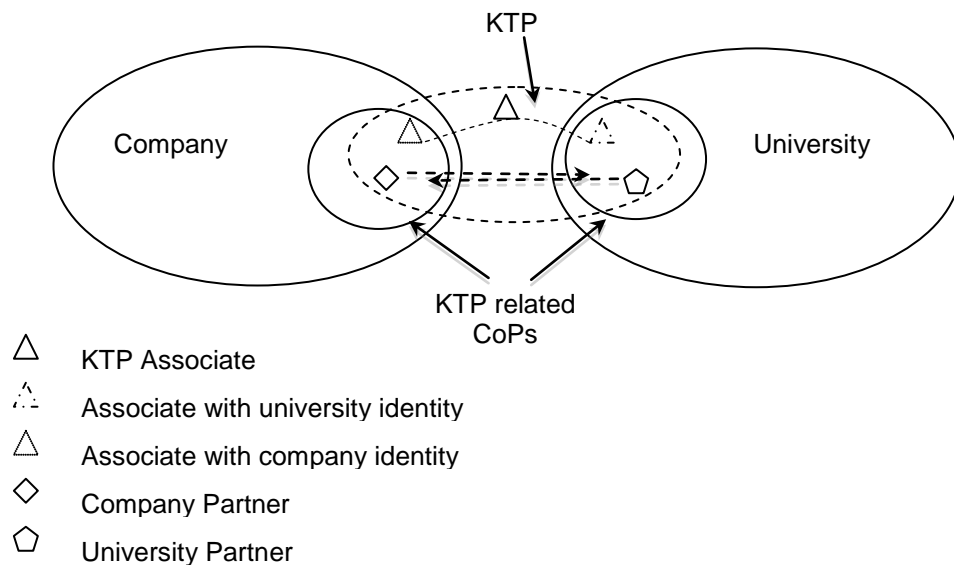 KTP
Company
University
KTP related
CoPs
KTP Associate
Associate with university identity
Associate with company identity
Company Partner
University Partner